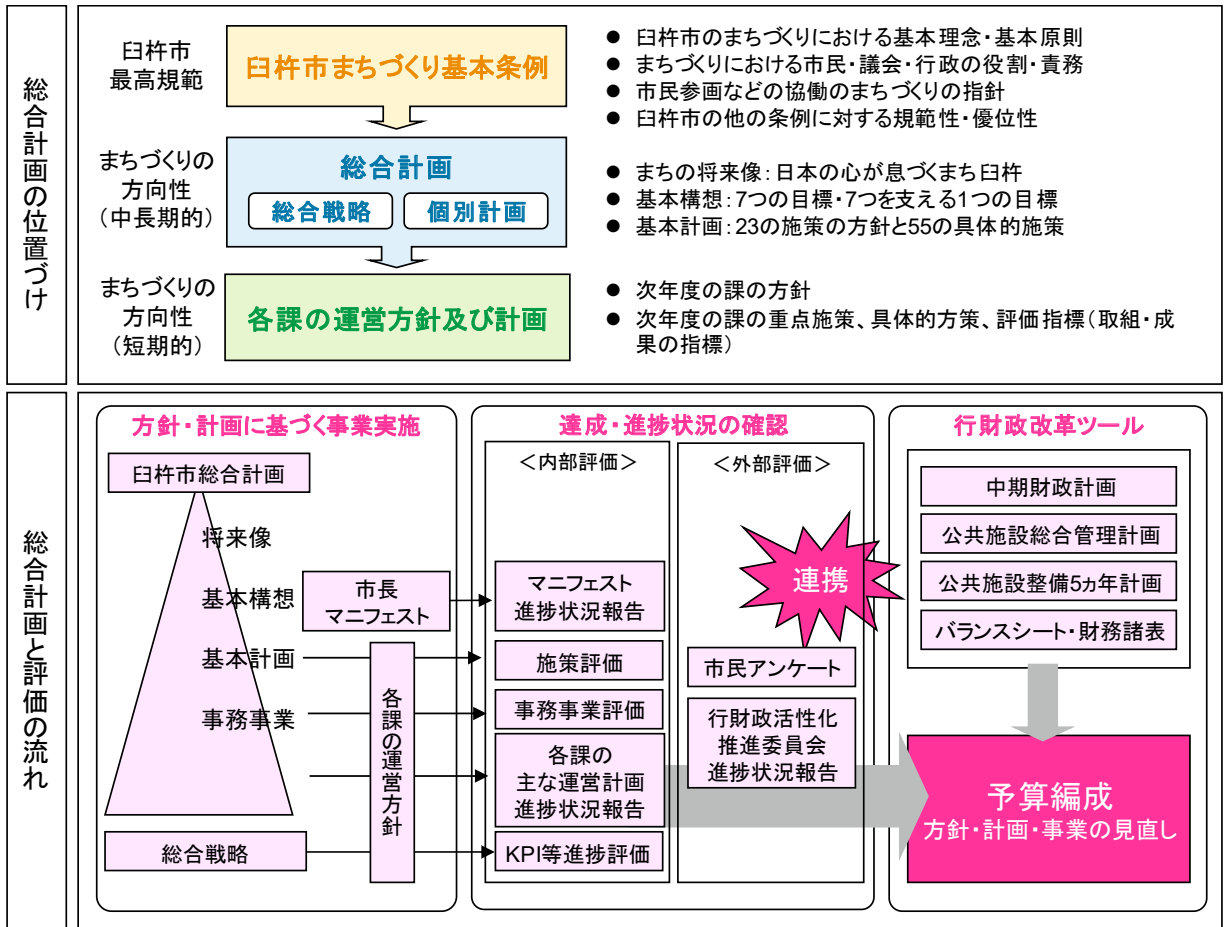 総合計画の位置づけ
臼杵市
最高規範
臼杵市まちづくり基本条例
● 臼杵市のまちづくりにおける基本理念・基本原則
● まちづくりにおける市民・議会・行政の役割・責務
● 市民参画などの協働のまちづくりの指針
● 臼杵市の他の条例に対する規範性・優位性
まちづくりの
方向性
（中長期的）
総合計画
総合戦略
個別計画
● まちの将来像：日本の心が息づくまち臼杵
● 基本構想：7つの目標・7つを支える1つの目標
● 基本計画：23の施策の方針と55の具体的施策
まちづくりの
方向性
（短期的）
各課の運営方針及び計画
● 次年度の課の方針
● 次年度の課の重点施策、具体的方策、評価指標（取組・成
果の指標）
総合計画と評価の流れ
方針・計画に基づく事業実施
臼杵市総合計画
将来像
基本構想
基本計画
事務事業
市長
マニフェスト
各課の運営方針
総合戦略
達成・進捗状況の確認
＜内部評価＞
マニフェスト
進捗状況報告
施策評価
事務事業評価
各課の
主な運営計画
進捗状況報告
KPI等進捗評価
＜外部評価＞
連携
市民アンケート
行財政活性化
推進委員会
進捗状況報告
行財政改革ツール
中期財政計画
公共施設総合管理計画
公共施設整備5ヵ年計画
バランスシート・財務諸表
予算編成
方針・計画・事業の見直し